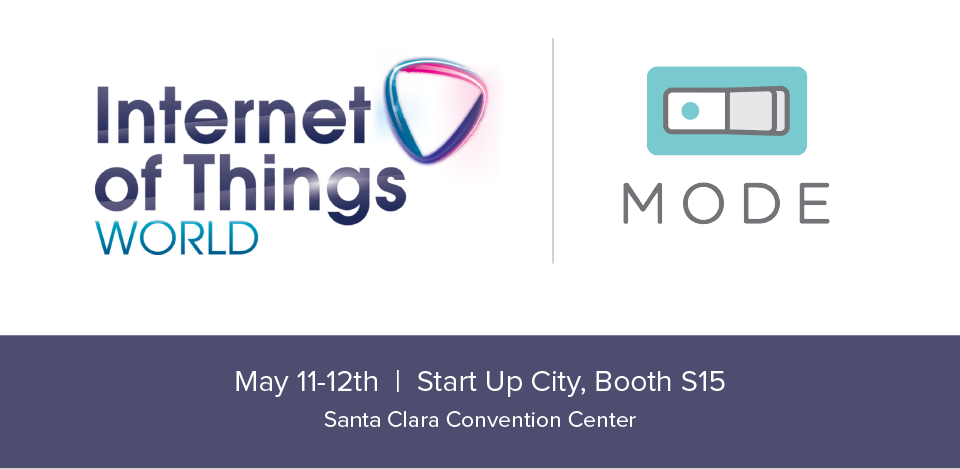 Internet
of Things
WORLD
MODE
May 11-12th | Start Up City, Booth S15
Santa Clara Convention Center